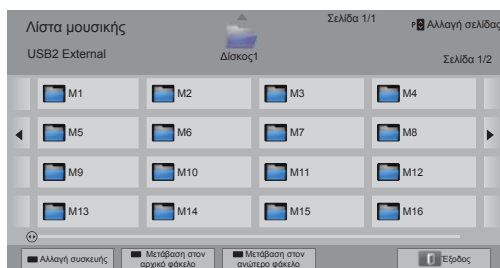 Λίστα μουσικής
Σελίδα 1/1
P Αλλαγή σελίδας
USB2 External
Δίσκος1
Σελίδα 1/2
M1 M2 M3 M4
M5 M6 M7 M8
M9 M10 M11 M12
M13 M14 M15 M16
Αλλαγή συσκευής
Μετάβαση στον
αρχικό φάκελο
Μετάβαση στον
ανώτερο φάκελο
Έξοδος